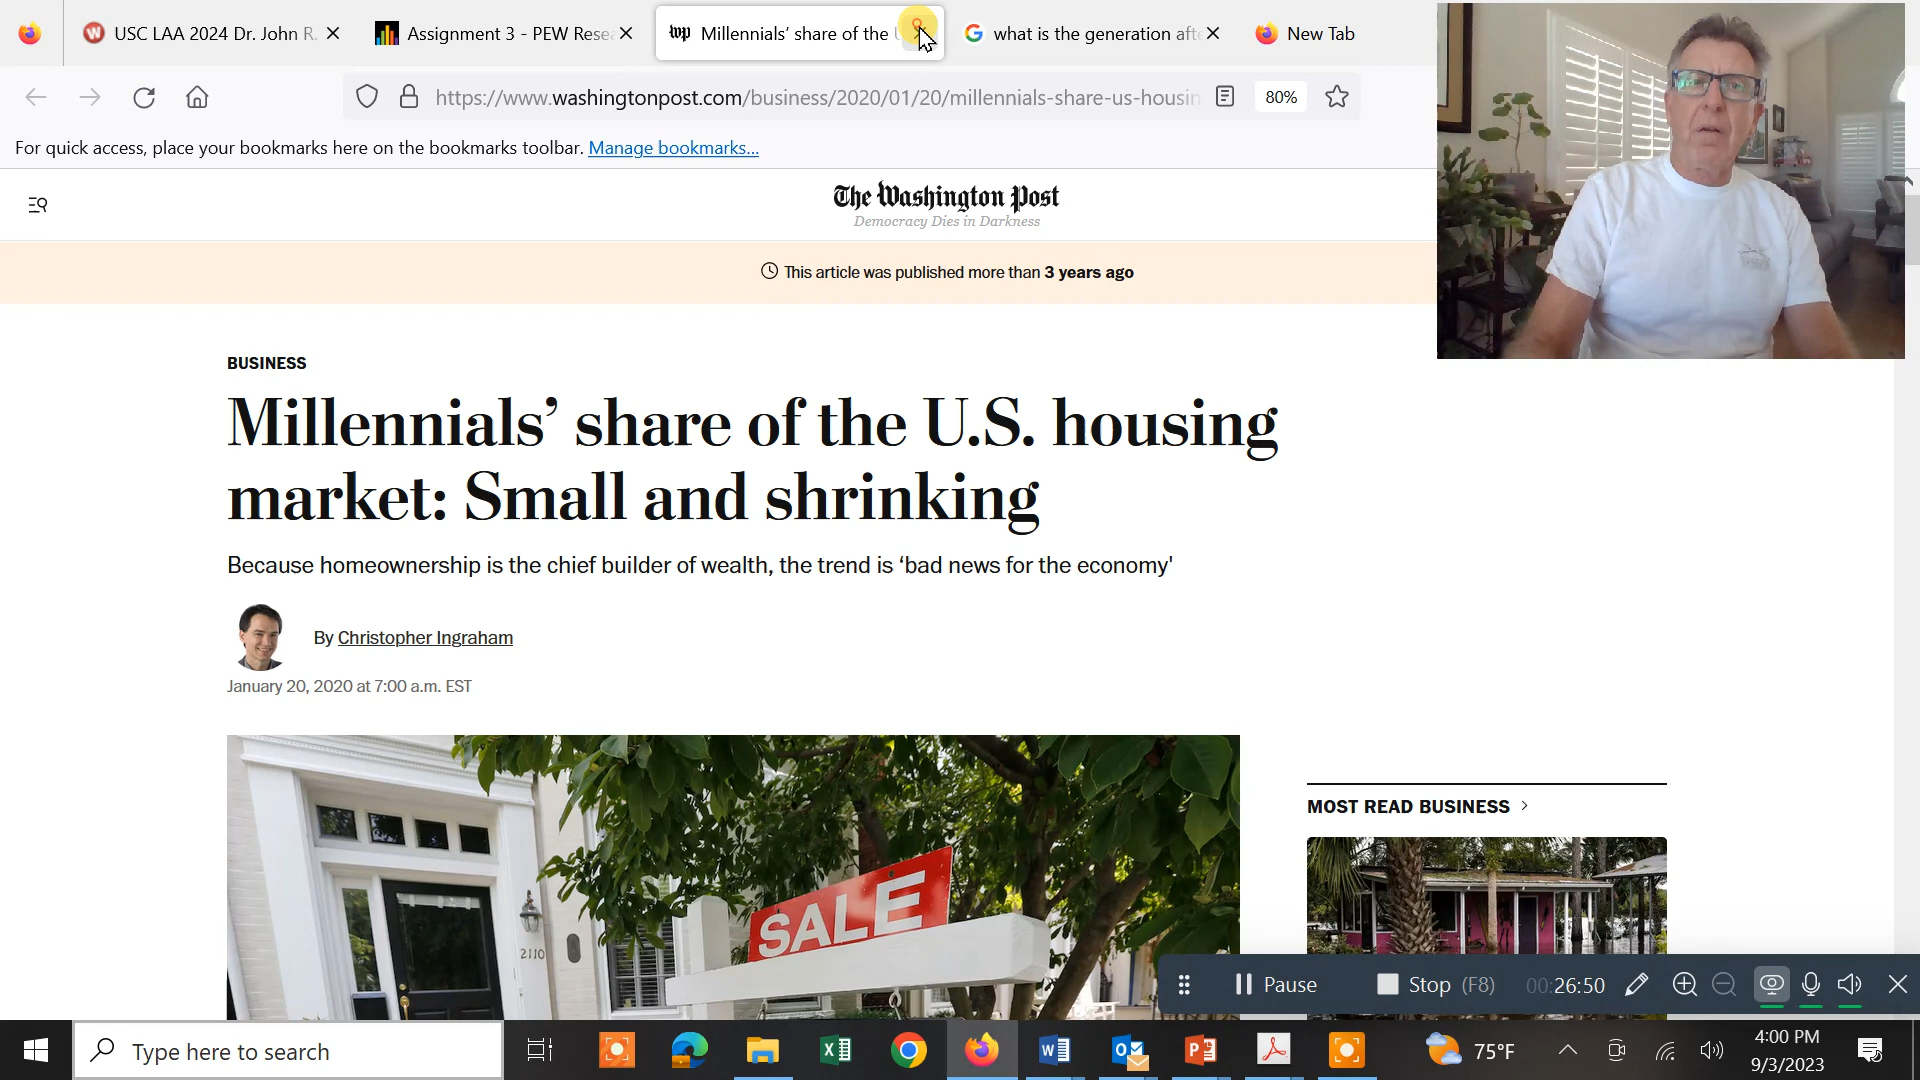 USC LAA 2024 Dr. John R.
Assignment 3 - PEW Rese
Millennials’ share of the
what is the generation afte
New Tab
https://www.washingtonpost.com/business/2020/01/20/millennials-share-us-housin
80%
For quick access, place your bookmarks here on the bookmarks toolbar. Manage bookmarks...
The Washington Post
Democracy Dies in Darkness
This article was published more than 3 years ago
BUSINESS
Millennials’ share of the U.S. housing
market: Small and shrinking
Because homeownership is the chief builder of wealth, the trend is ‘bad news for the economy'
By Christopher Ingraham
January 20, 2020 at 7:00 a.m. EST
MOST READ BUSINESS
SALE
2110
Pause
Stop (F8)
00:26:50
Type here to search
75°F
4:00 PM
9/3/2023